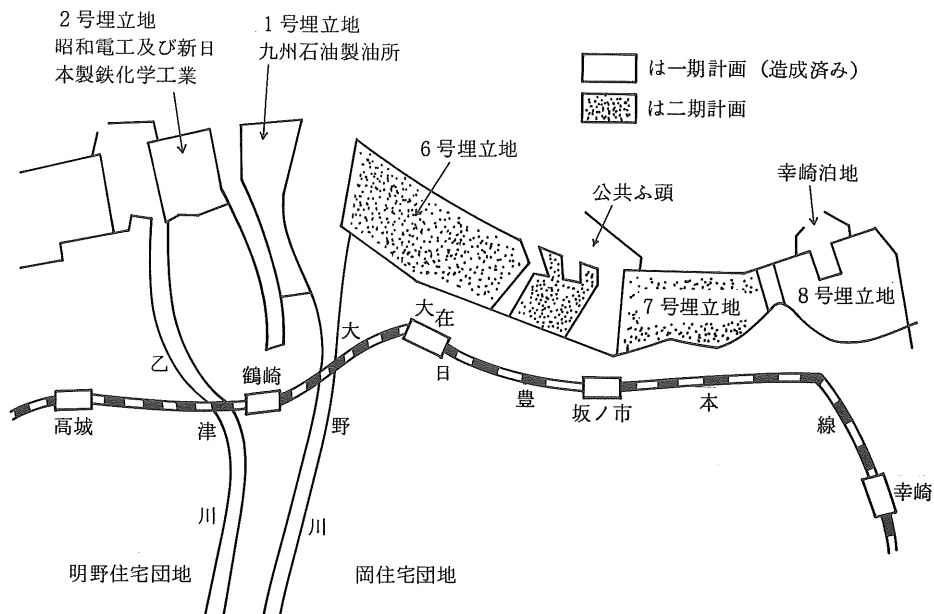 2号埋立地
昭和電工及び新日
本製鉄化学工業
1号埋立地
九州石油製油所
は一期計画（造成済み）
は二期計画
6号埋立地
公共ふ頭
幸崎泊地
7号埋立地
8号埋立地
高城
鶴崎
大在
坂ノ市
幸崎
日豊本線
乙津川
大野川
明野住宅団地
岡住宅団地